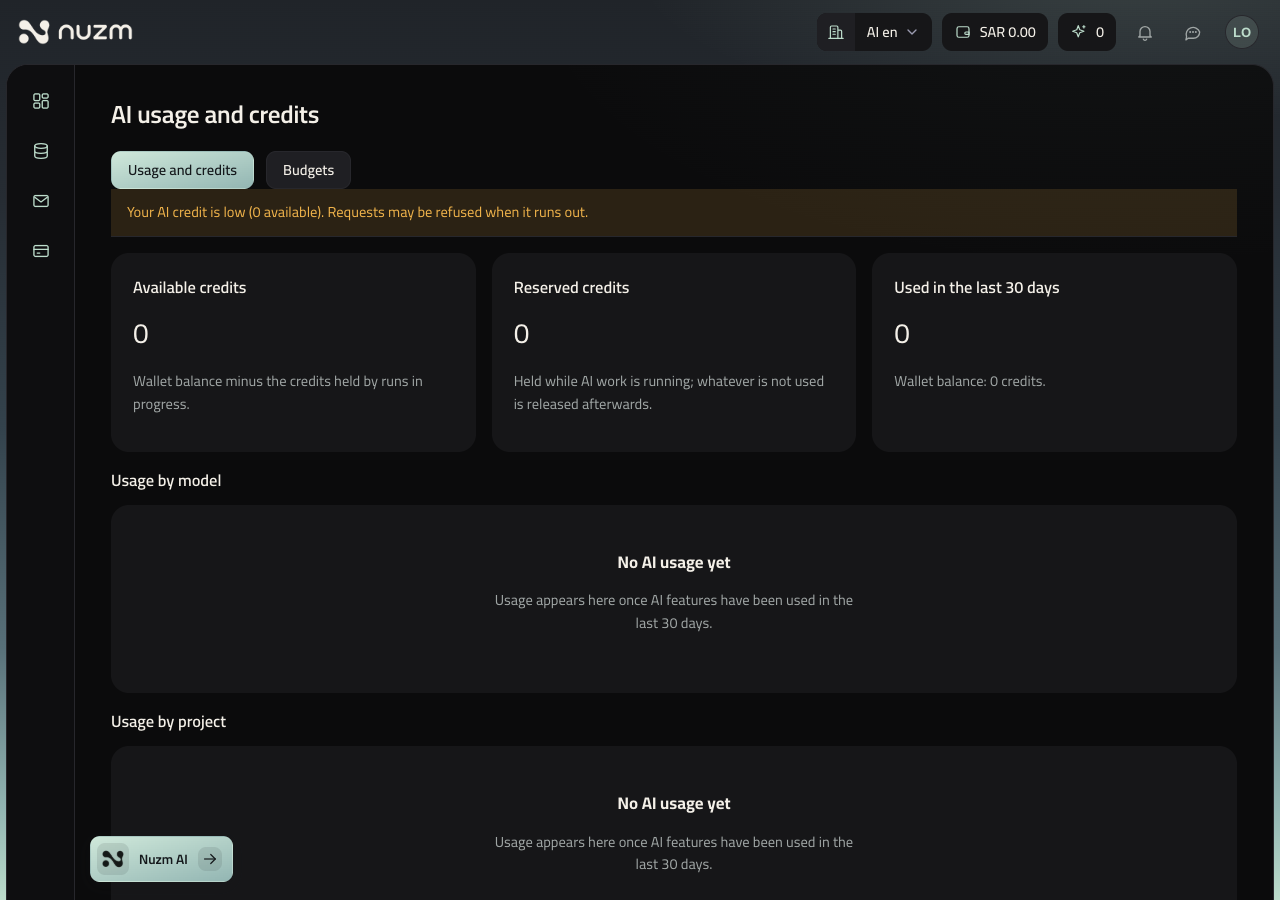 nuzm
AI en
SAR 0.00
0
LO
AI usage and credits
Usage and credits
Budgets
Your AI credit is low (0 available). Requests may be refused when it runs out.
Available credits
0
Wallet balance minus the credits held by runs in
progress.
Reserved credits
0
Held while AI work is running; whatever is not used
is released afterwards.
Used in the last 30 days
0
Wallet balance: 0 credits.
Usage by model
No AI usage yet
Usage appears here once AI features have been used in the
last 30 days.
Usage by project
No AI usage yet
Usage appears here once AI features have been used in the
last 30 days.
Nuzm AI